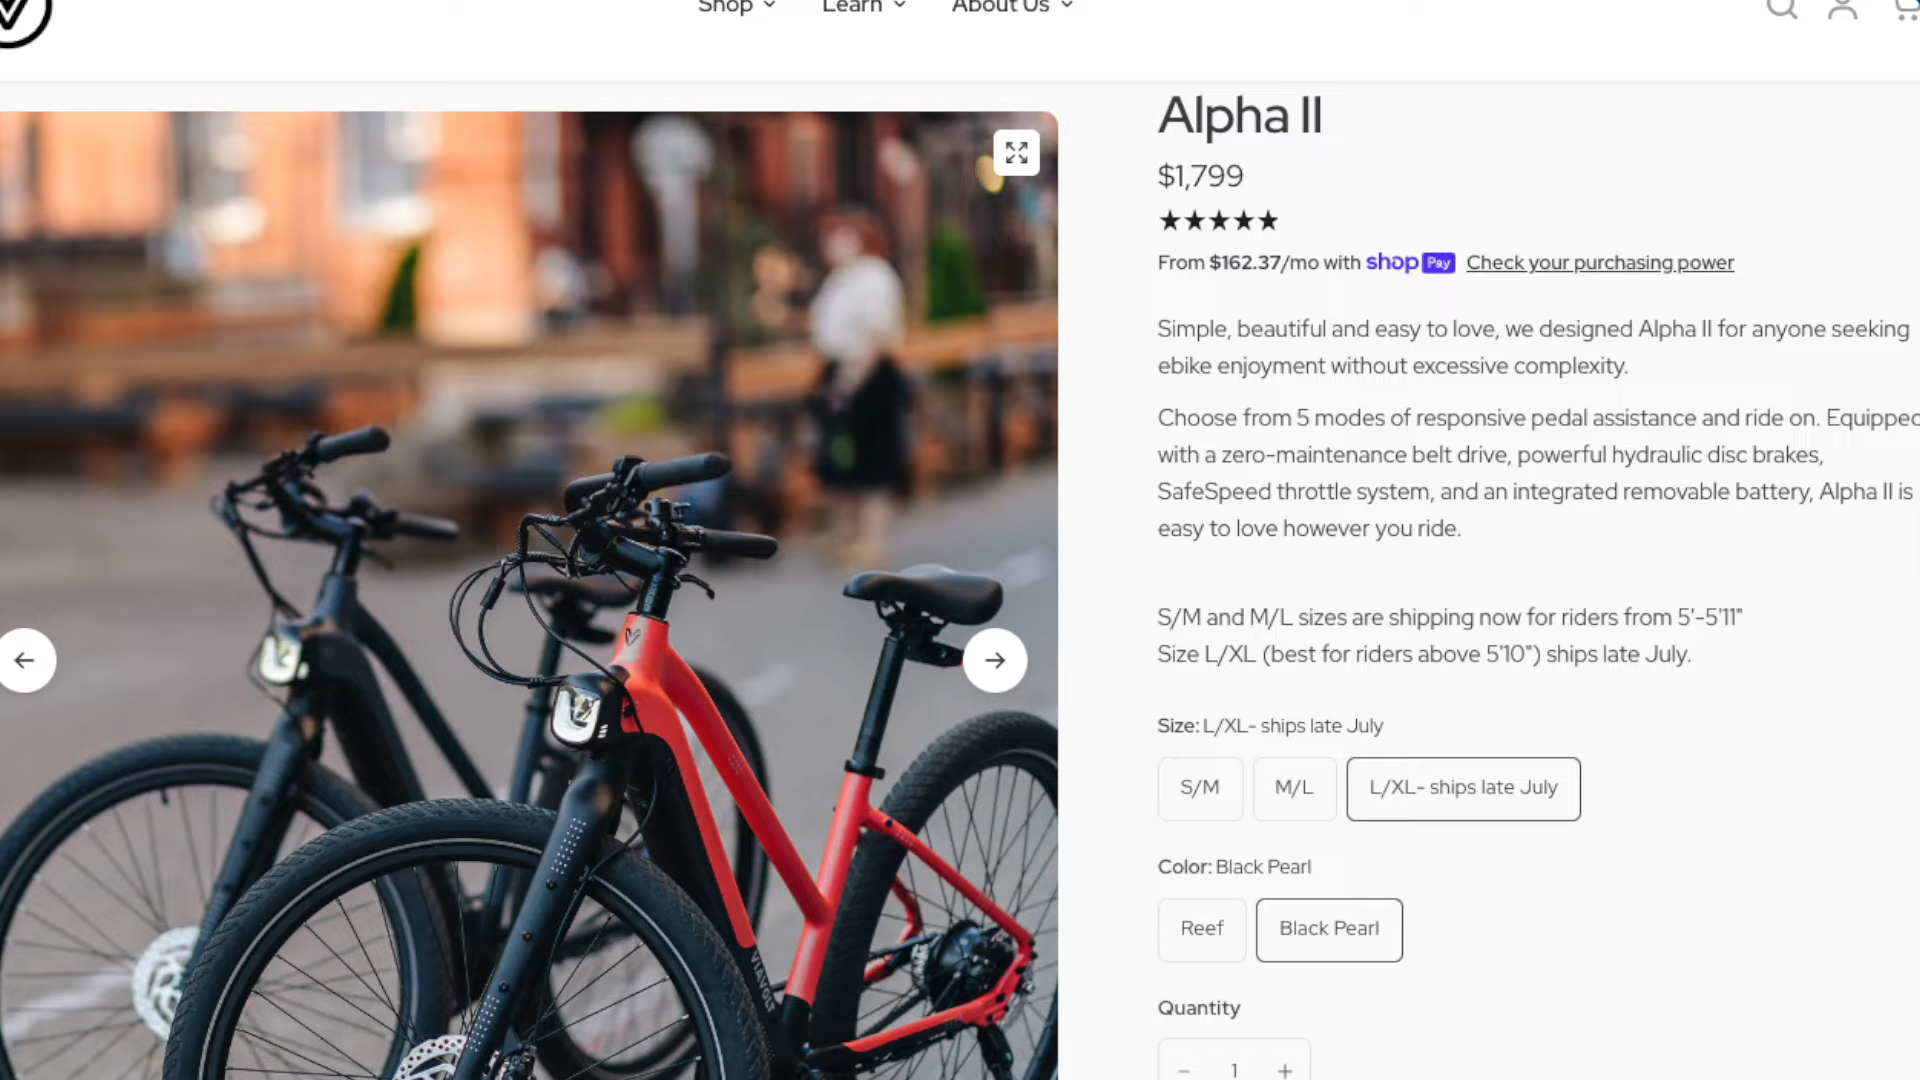 Shop
Learn
About Us
Alpha II
$1,799
★★★★★
From $162.37/mo with shop Pay Check your purchasing power
Simple, beautiful and easy to love, we designed Alpha II for anyone seeking
ebike enjoyment without excessive complexity.
Choose from 5 modes of responsive pedal assistance and ride on. Equipped
with a zero-maintenance belt drive, powerful hydraulic disc brakes,
SafeSpeed throttle system, and an integrated removable battery, Alpha II is
easy to love however you ride.
S/M and M/L sizes are shipping now for riders from 5'-5'11"
Size L/XL (best for riders above 5'10") ships late July.
Size: L/XL- ships late July
S/M
M/L
L/XL- ships late July
Color: Black Pearl
Reef
Black Pearl
Quantity
− 1 +
VIAVOLT